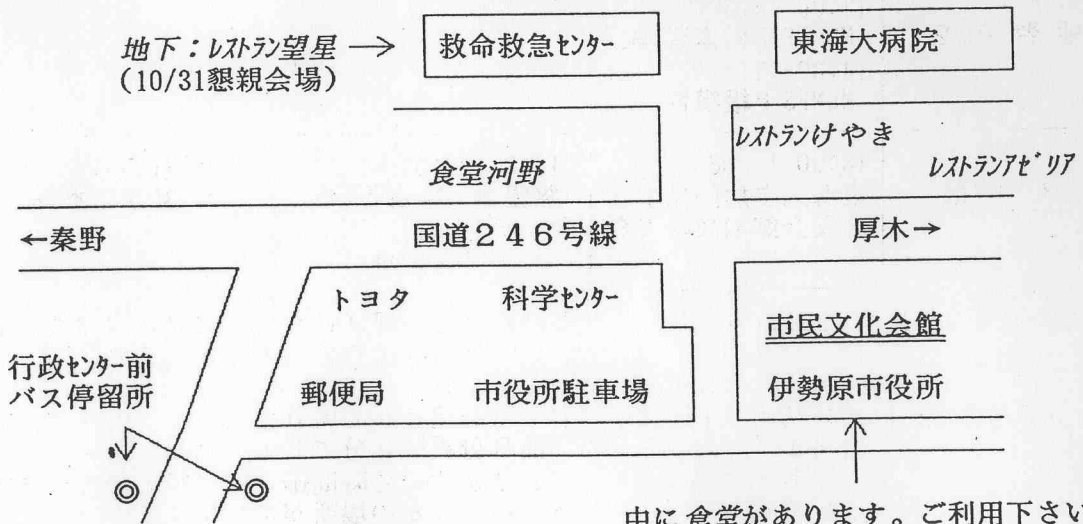 地下：ﾚｽﾄﾗﾝ望星→
(10/31懇親会場)
救命救急ｾﾝﾀｰ
東海大病院
ﾚｽﾄﾗﾝけやき
ﾚｽﾄﾗﾝｱｾﾞﾘｱ
食堂河野
←秦野
国道２４６号線
厚木→
トヨタ
科学ｾﾝﾀｰ
市民文化会館
行政ｾﾝﾀｰ前
バス停留所
郵便局
市役所駐車場
伊勢原市役所
中に食堂があります。ご利用下さい